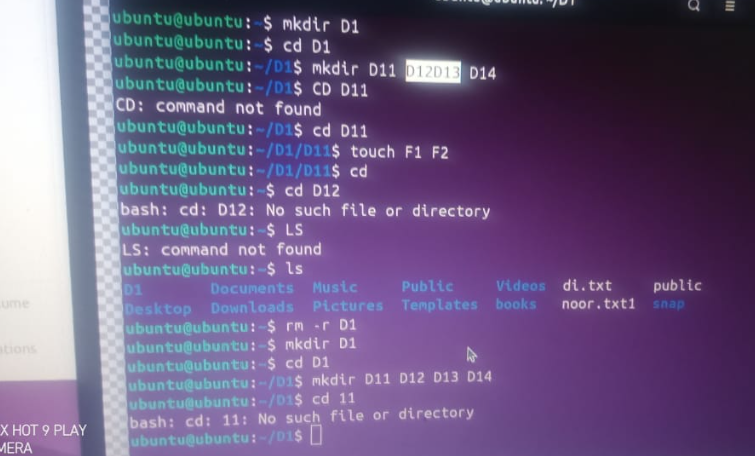 ubuntu@ubuntu:~$ mkdir D1
ubuntu@ubuntu:~$ cd D1
ubuntu@ubuntu:~/D1$ mkdir D11 D12D13 D14
ubuntu@ubuntu:~/D1$ CD D11
CD: command not found
ubuntu@ubuntu:~/D1$ cd D11
ubuntu@ubuntu:~/D1/D11$ touch F1 F2
ubuntu@ubuntu:~/D1/D11$ cd
ubuntu@ubuntu:~$ cd D12
bash: cd: D12: No such file or directory
ubuntu@ubuntu:~$ LS
LS: command not found
ubuntu@ubuntu:~$ ls
D1 Documents Music Public Videos di.txt public
Desktop Downloads Pictures Templates books noor.txt1 snap
ubuntu@ubuntu:~$ rm -r D1
ubuntu@ubuntu:~$ mkdir D1
ubuntu@ubuntu:~$ cd D1
ubuntu@ubuntu:~/D1$ mkdir D11 D12 D13 D14
ubuntu@ubuntu:~/D1$ cd 11
bash: cd: 11: No such file or directory
ubuntu@ubuntu:~/D1$
X HOT 9 PLAY